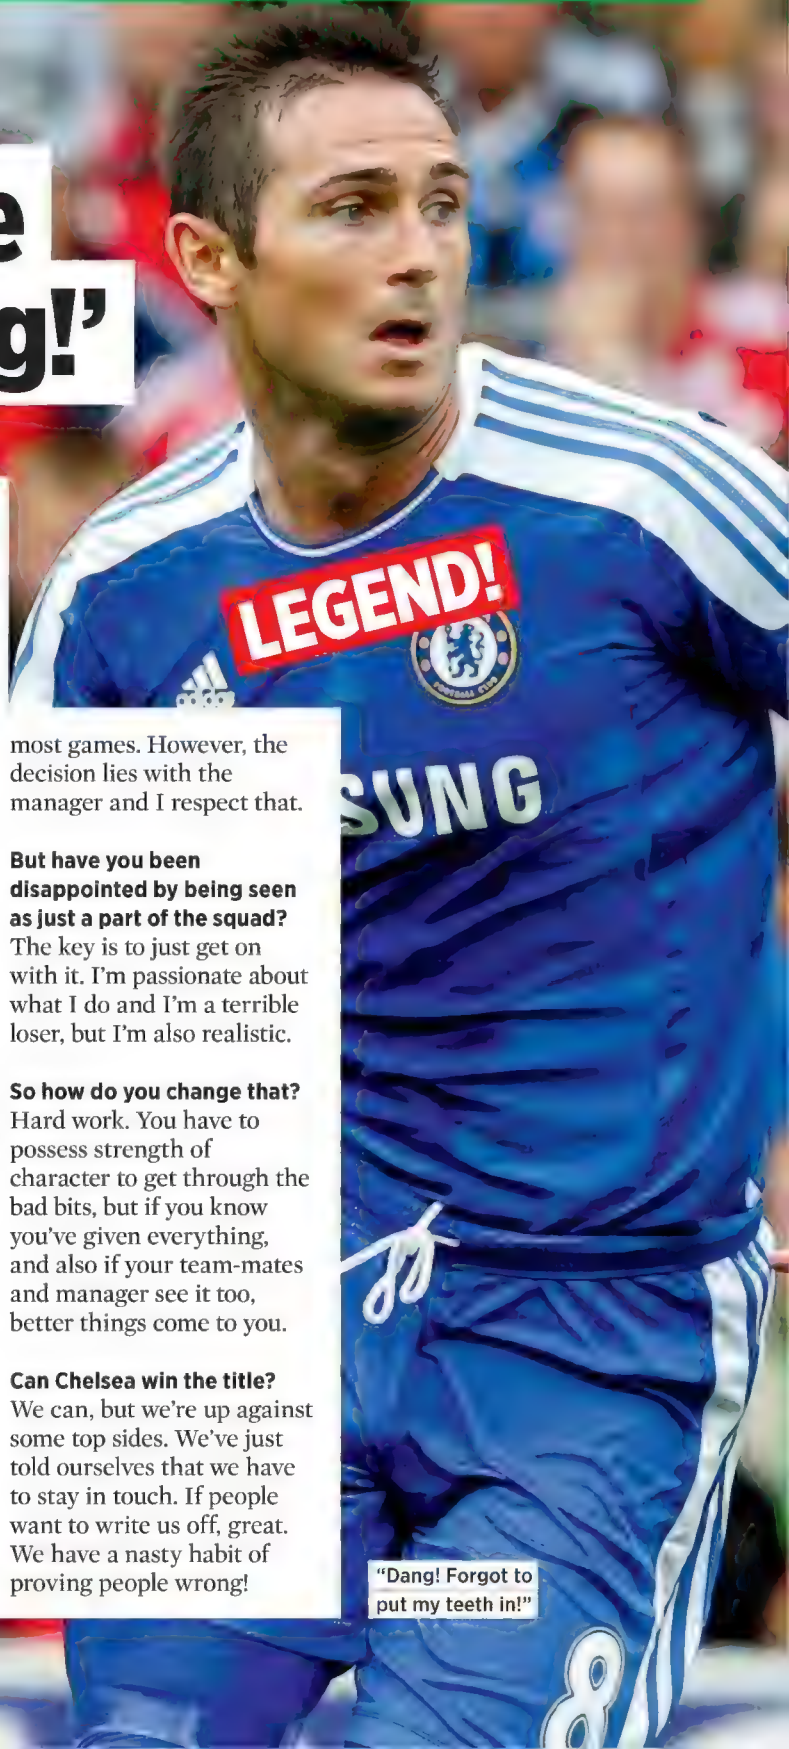 e
g!’
LEGEND!
adidas
FOOTBALL CLUB
SUNG
most games. However, the
decision lies with the
manager and I respect that.
But have you been
disappointed by being seen
as just a part of the squad?
The key is to just get on
with it. I’m passionate about
what I do and I’m a terrible
loser, but I’m also realistic.
So how do you change that?
Hard work. You have to
possess strength of
character to get through the
bad bits, but if you know
you’ve given everything,
and also if your team-mates
and manager see it too,
better things come to you.
Can Chelsea win the title?
We can, but we’re up against
some top sides. We’ve just
told ourselves that we have
to stay in touch. If people
want to write us off, great.
We have a nasty habit of
proving people wrong!
“Dang! Forgot to
put my teeth in!”
8